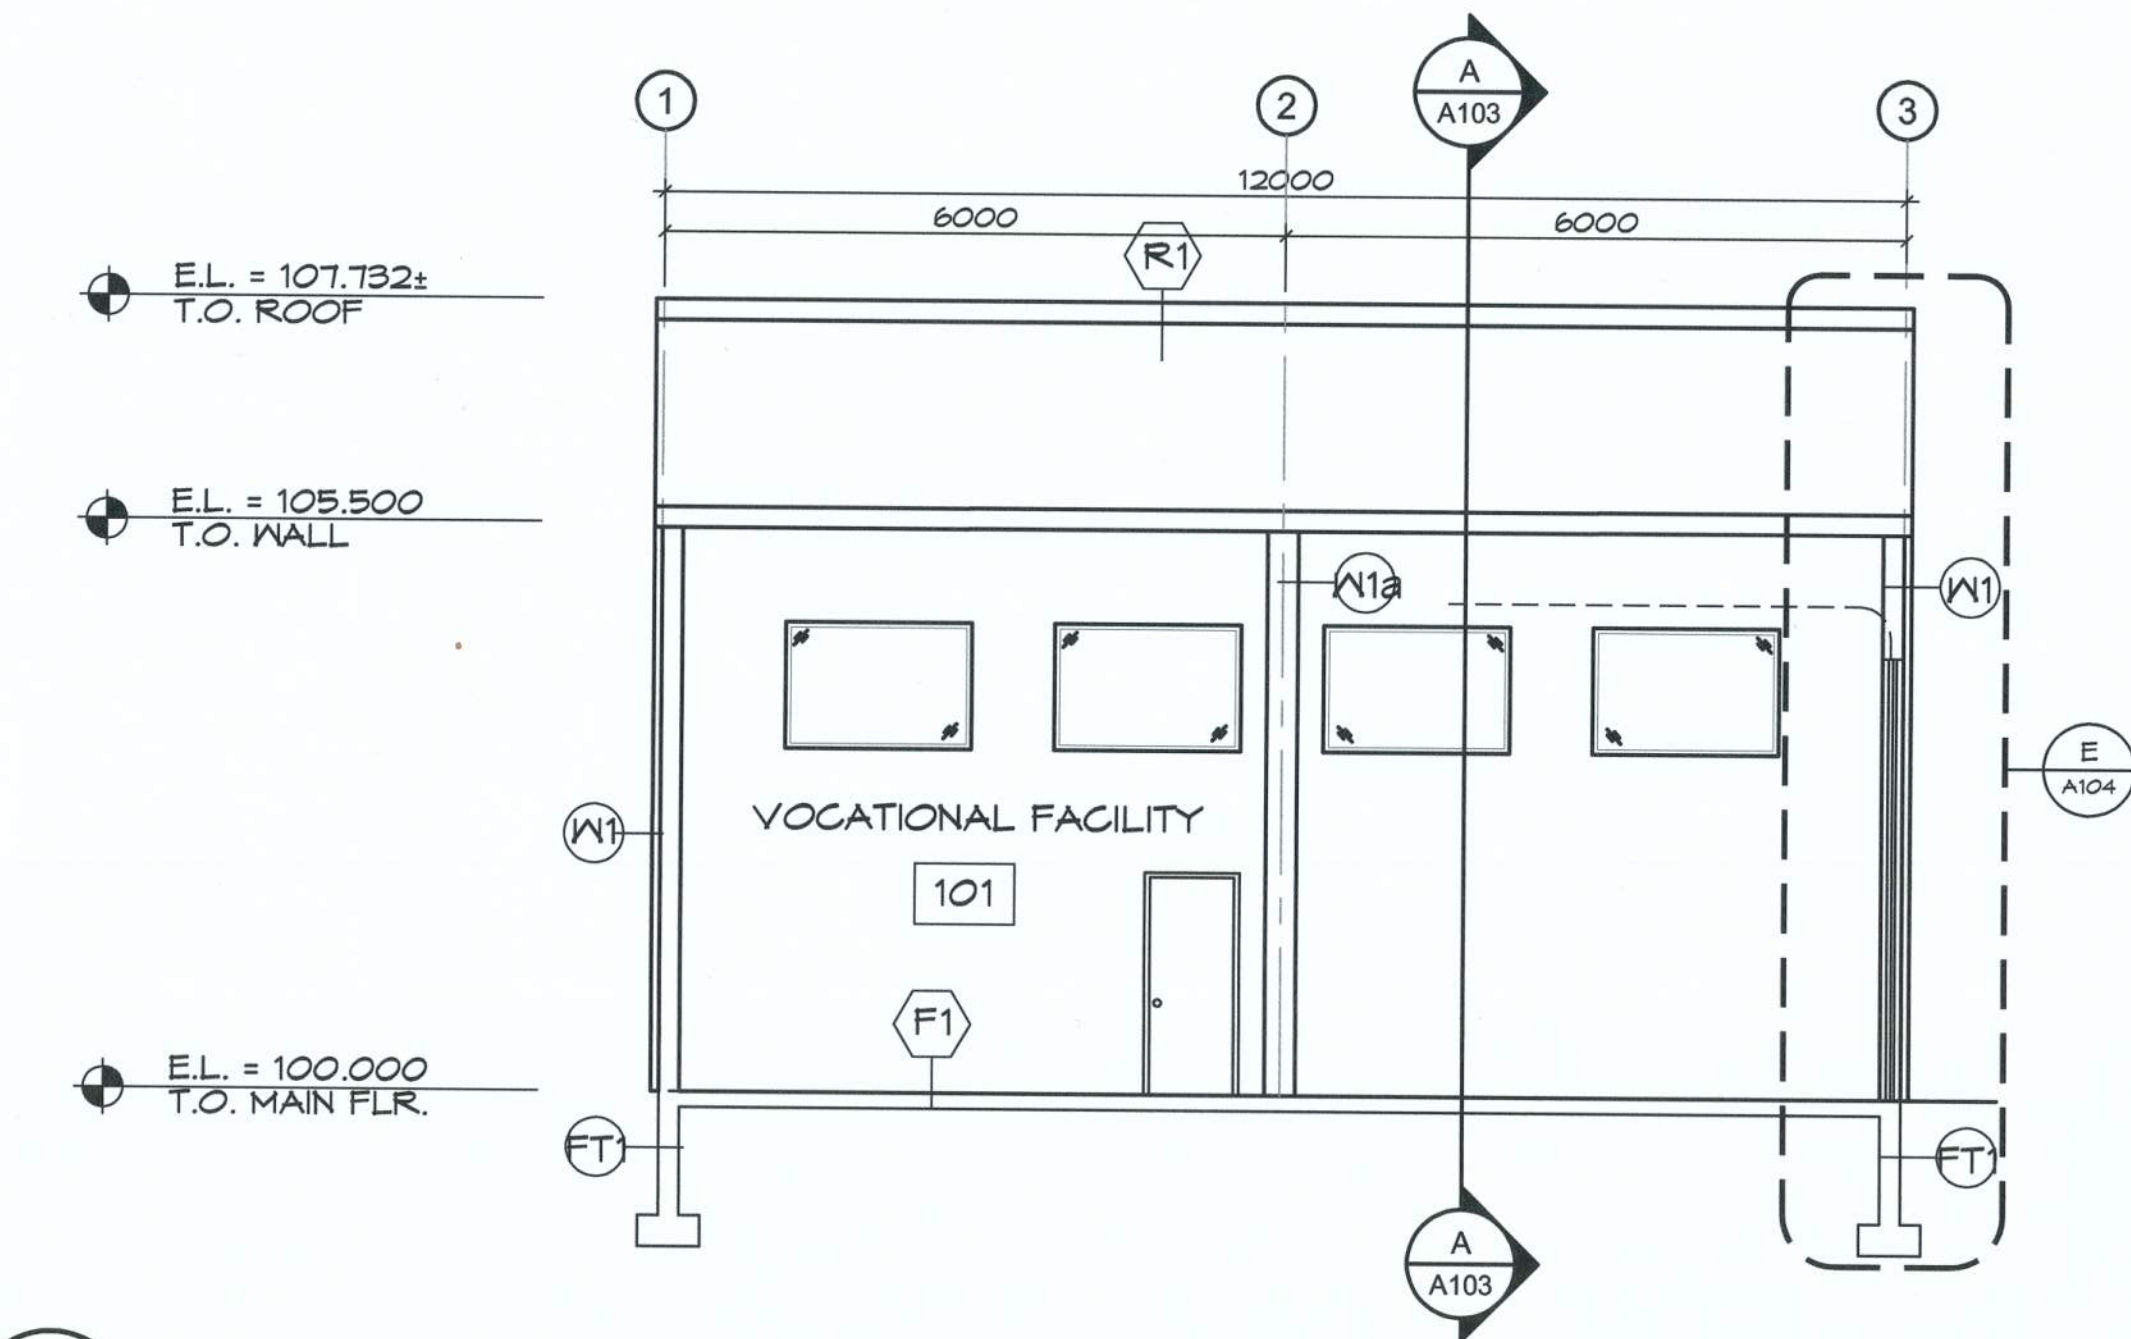 1
2
A
A103
3
12000
6000
6000
R1
E.L. = 107.732±
T.O. ROOF
E.L. = 105.500
T.O. WALL
W1a
W1
E
A104
W1
VOCATIONAL FACILITY
101
F1
E.L. = 100.000
T.O. MAIN FLR.
FT1
FT1
A
A103